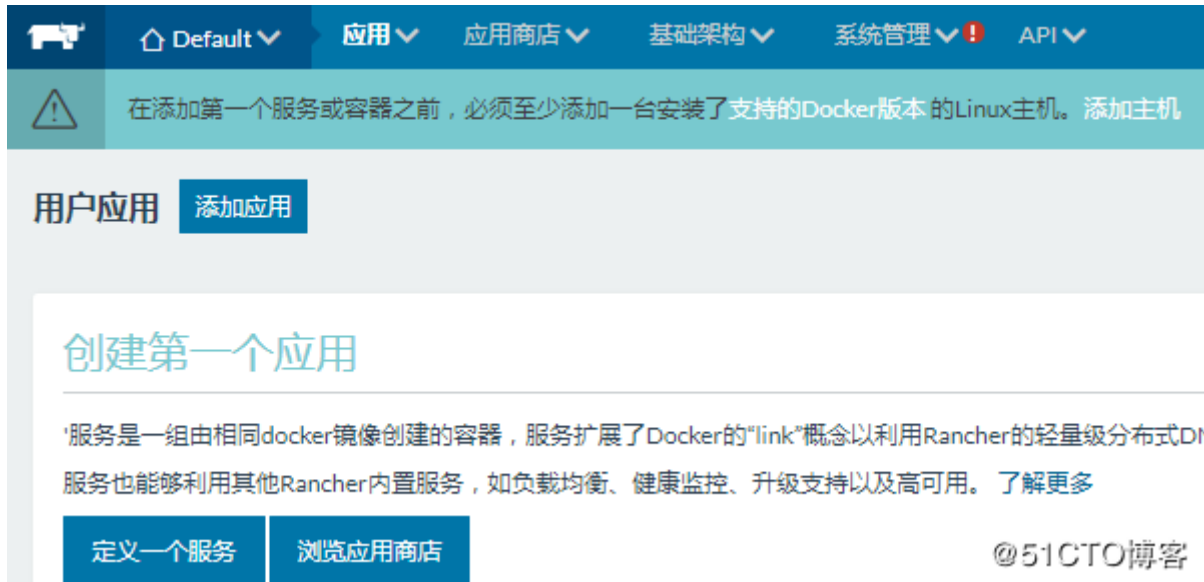 Default 应用 应用商店 基础架构 系统管理 ! API
在添加第一个服务或容器之前，必须至少添加一台安装了支持的Docker版本 的Linux主机。添加主机
用户应用 添加应用
创建第一个应用
'服务是一组由相同docker镜像创建的容器，服务扩展了Docker的“link”概念以利用Rancher的轻量级分布式DN
服务也能够利用其他Rancher内置服务，如负载均衡、健康监控、升级支持以及高可用。 了解更多
定义一个服务 浏览应用商店
@51CTO博客